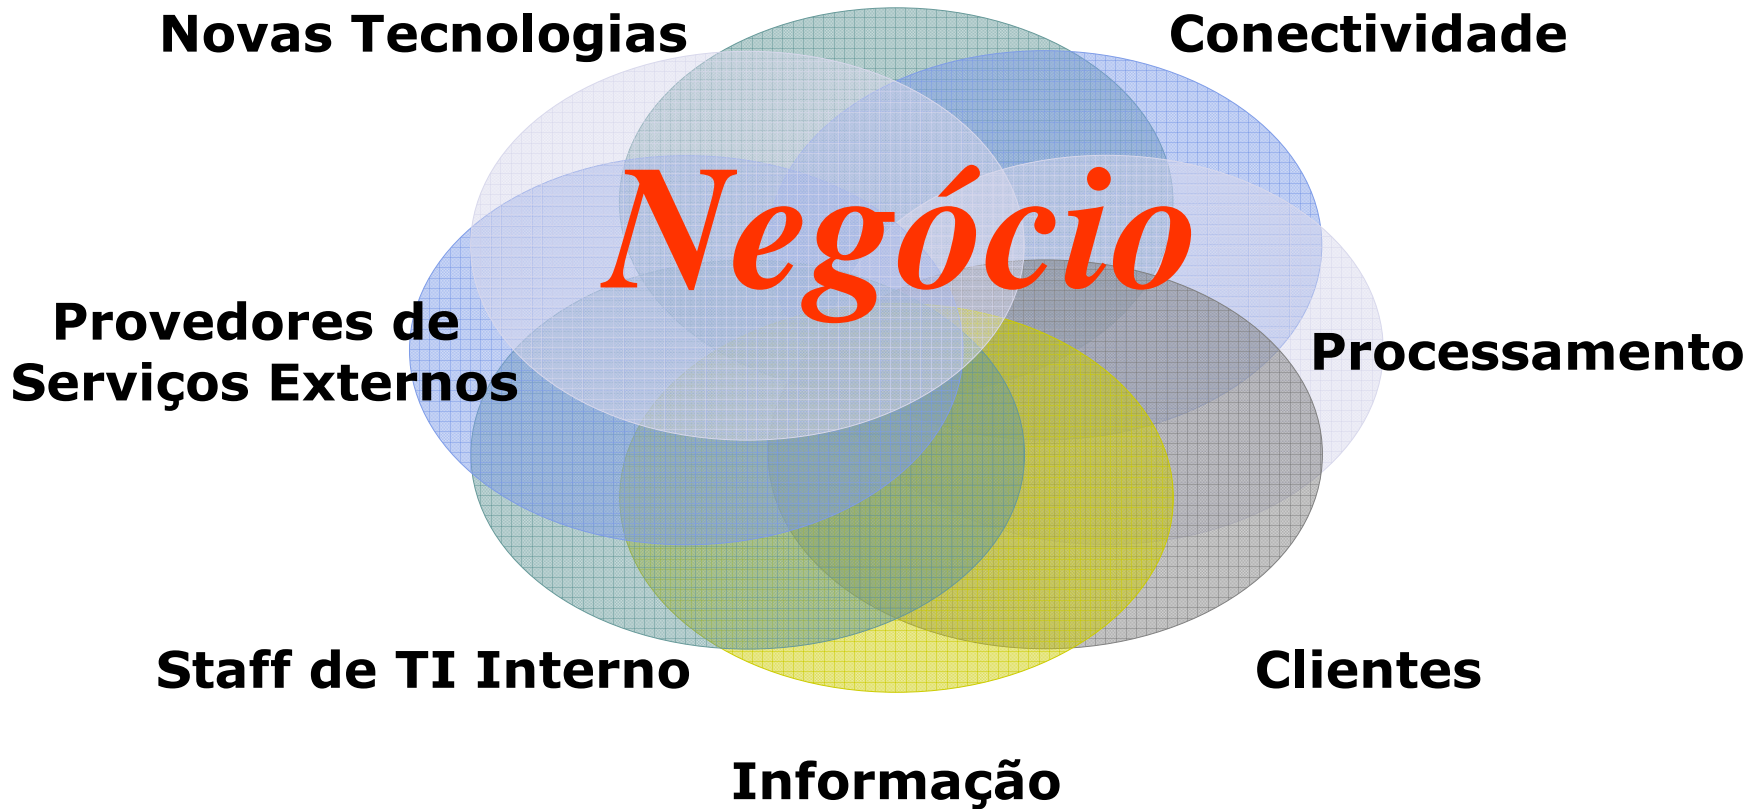 Novas Tecnologias
Conectividade
Negócio
Provedores de
Serviços Externos
Processamento
Staff de TI Interno
Clientes
Informação